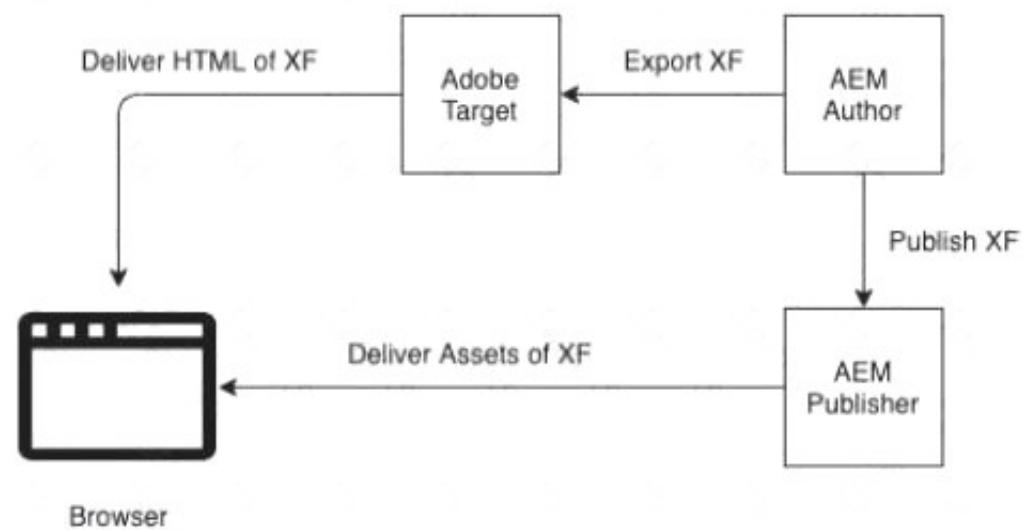 Deliver HTML of XF
Adobe
Target
Export XF
AEM
Author
Publish XF
Deliver Assets of XF
AEM
Publisher
Browser